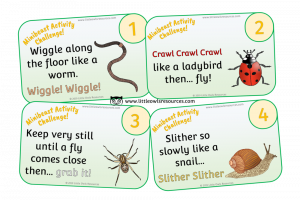 Minibeast Activity
Challenge!
1
Wiggle along
the floor like a
worm.
Wiggle Wiggle!
Minibeast Activity
Challenge!
2
Crawl Crawl Crawl
like a ladybird
then... fly!
www.littleowlsresources.com
Minibeast Activity
Challenge!
3
Keep very still
until a fly
comes close
then... grab it!
Minibeast Activity
Challenge!
4
Slither so
slowly like a
snail...
Slither Slither